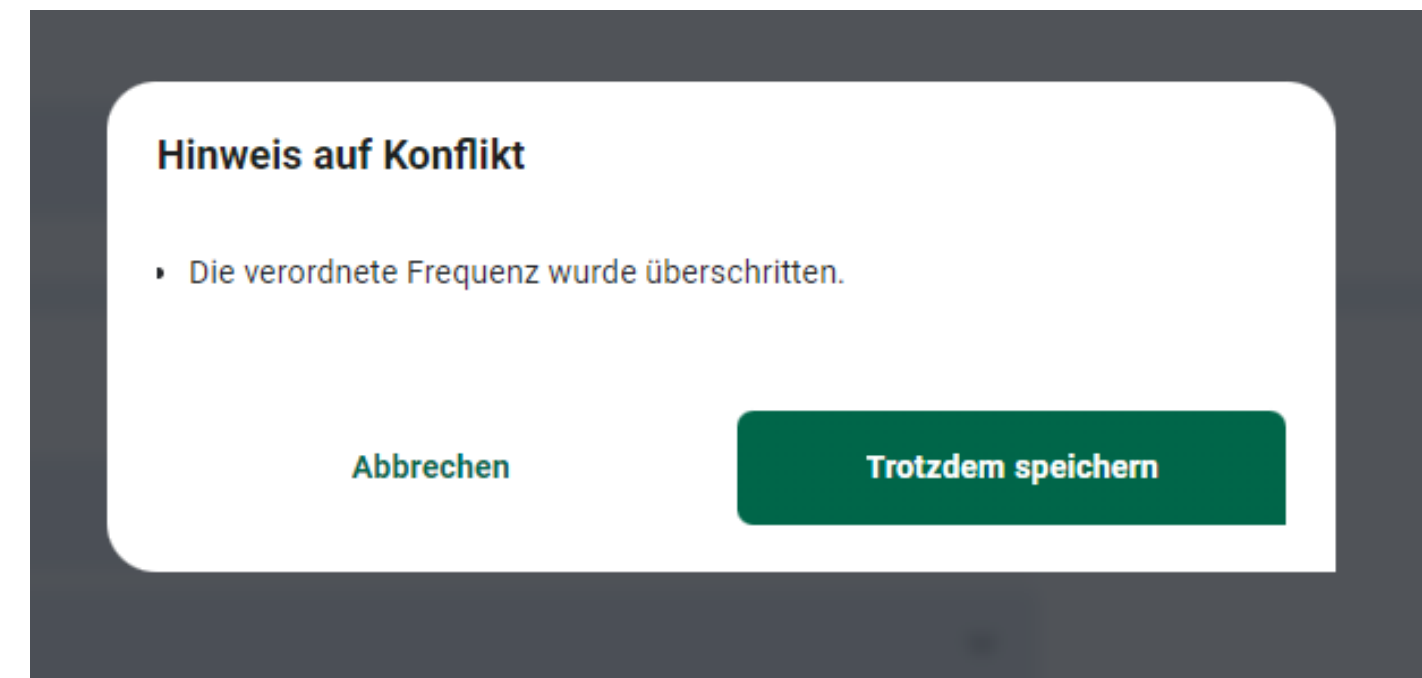 Hinweis auf Konflikt
Die verordnete Frequenz wurde überschritten.
Abbrechen
Trotzdem speichern